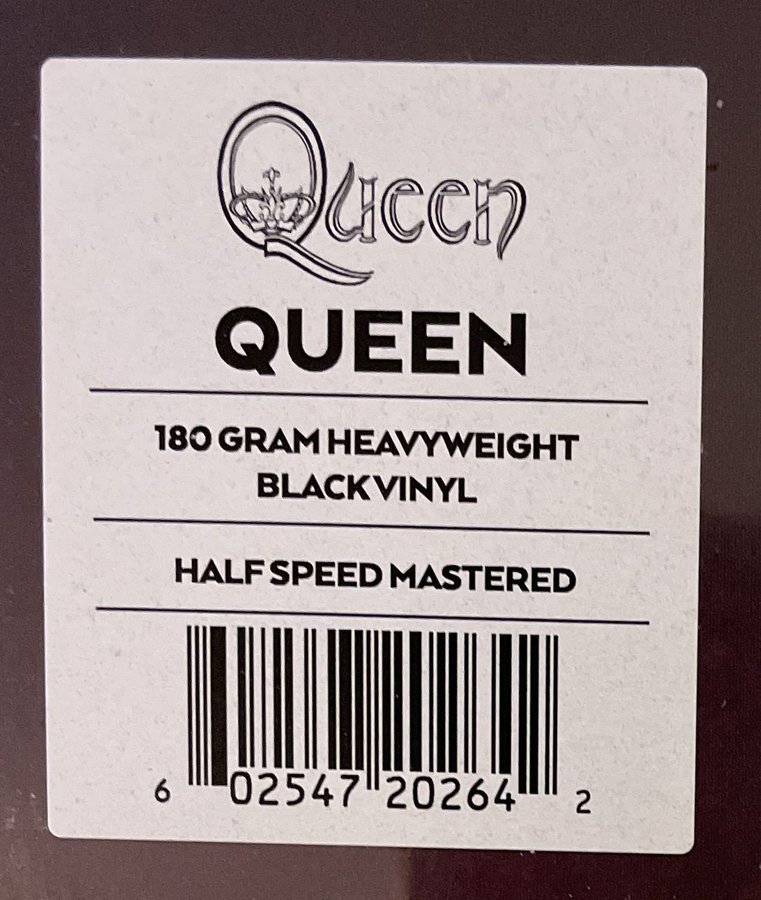 Queen
QUEEN
180 GRAM HEAVYWEIGHT
BLACK VINYL
HALF SPEED MASTERED
6 02547 20264 2